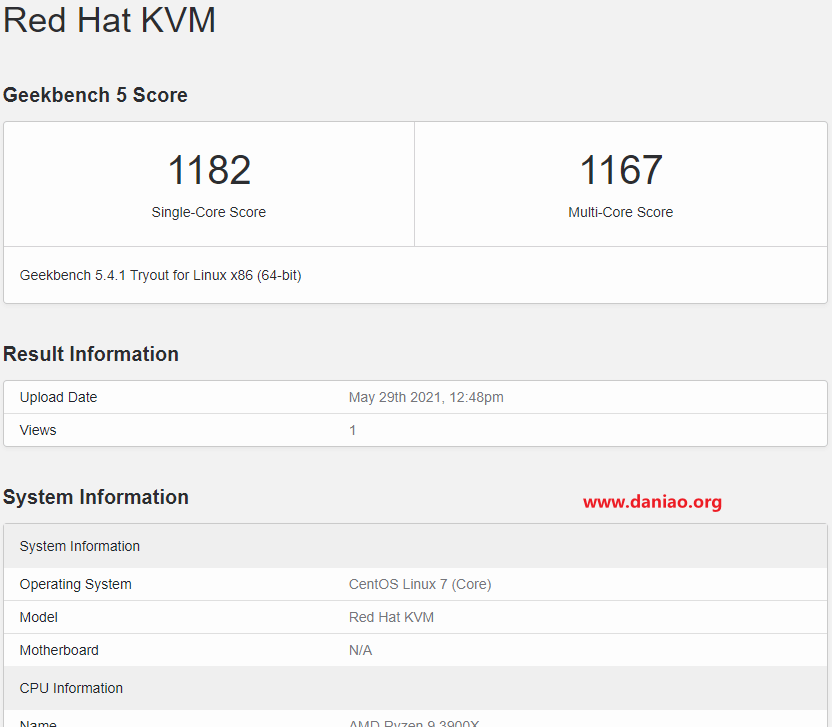 Red Hat KVM
Geekbench 5 Score
1182 1167
Single-Core Score Multi-Core Score
Geekbench 5.4.1 Tryout for Linux x86 (64-bit)
Result Information
Upload Date May 29th 2021, 12:48pm
Views 1
System Information
www.daniao.org
System Information
Operating System CentOS Linux 7 (Core)
Model Red Hat KVM
Motherboard N/A
CPU Information
Name AMD Ryzen 9 3900X